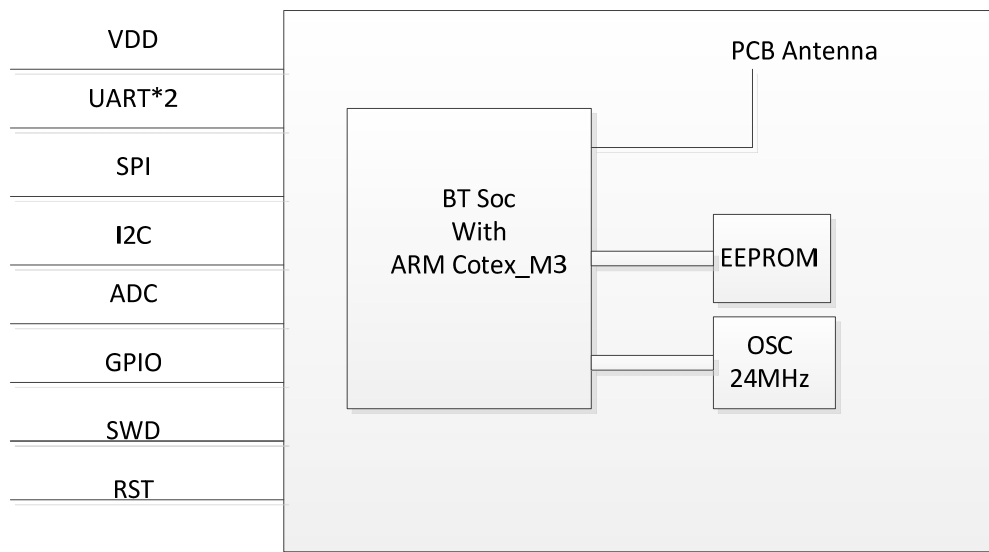 VDD
UART*2
SPI
I2C
ADC
GPIO
SWD
RST
PCB Antenna
BT Soc
With
ARM Cotex_M3
EEPROM
OSC
24MHz